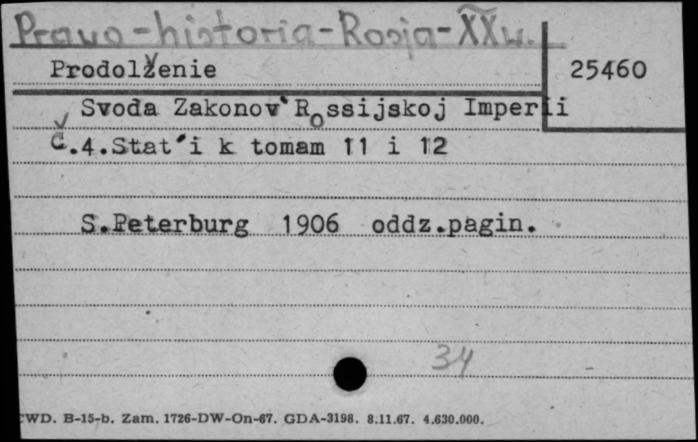 Prawo-historia-Rosja-XXw.
Prodolženie 25460
Svoda Zakonov Rossijskoj Imperii
Č.4.Stat'i k tomam 11 i 12
S.Peterburg 1906 oddz.pagin.
34
CWD. B-15-b. Zam. 1726-DW-On-67. GDA-3198. 8.11.67. 4.630.000.